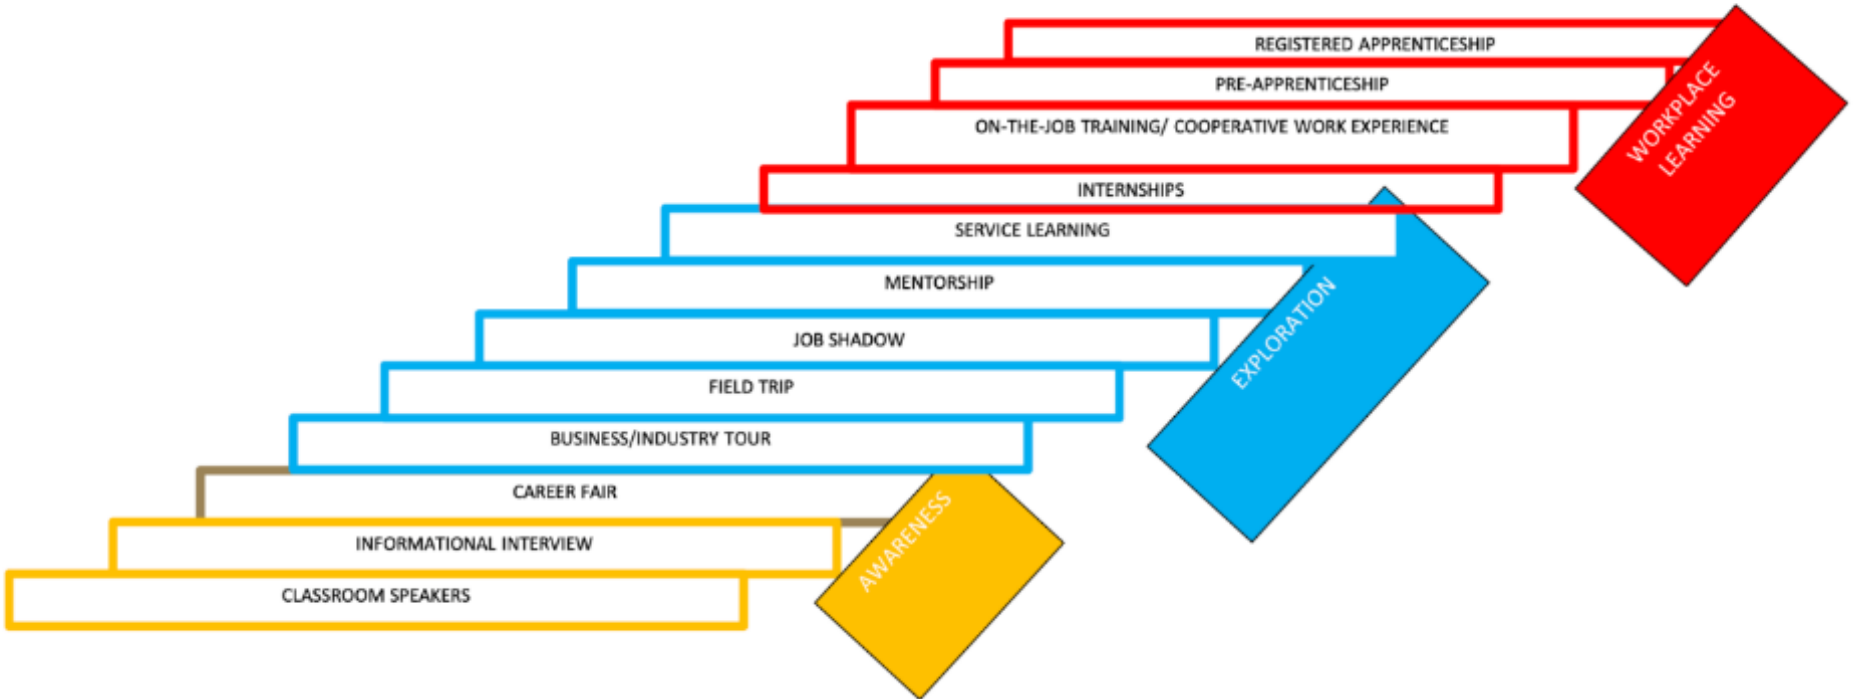 REGISTERED APPRENTICESHIP
PRE-APPRENTICESHIP
ON-THE-JOB TRAINING/ COOPERATIVE WORK EXPERIENCE
WORKPLACE
LEARNING
INTERNSHIPS
SERVICE LEARNING
MENTORSHIP
JOB SHADOW
EXPLORATION
FIELD TRIP
BUSINESS/INDUSTRY TOUR
CAREER FAIR
AWARENESS
INFORMATIONAL INTERVIEW
CLASSROOM SPEAKERS